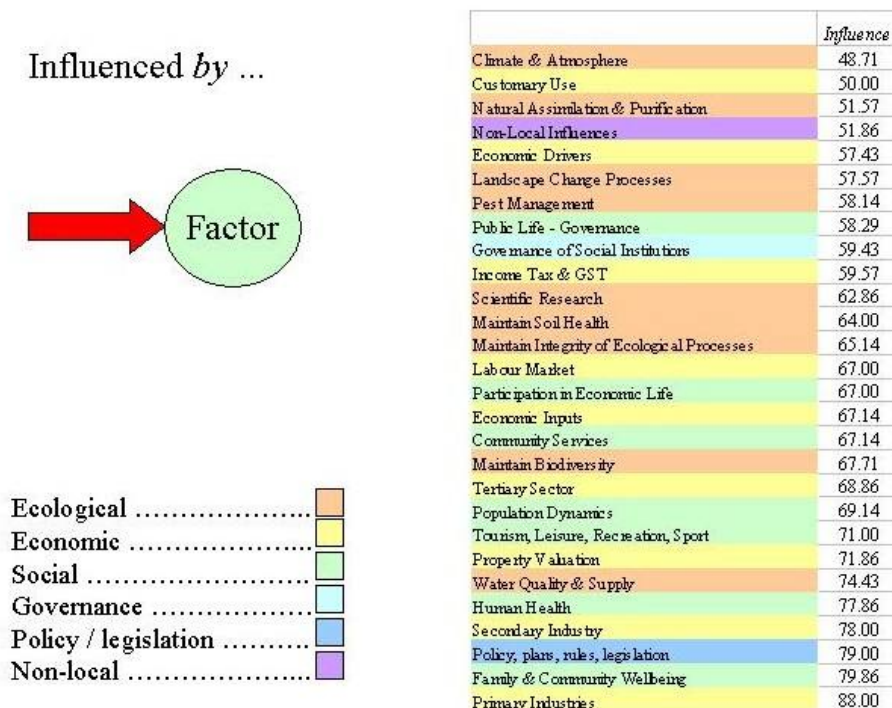 Influenced by ...
Factor
Ecological ....................
Economic .....................
Social ..........................
Governance .................
Policy / legislation .........
Non-local .....................
Influence
Climate & Atmosphere 48.71
Customary Use 50.00
Natural Assimilation & Purification 51.57
Non-Local Influences 51.86
Economic Drivers 57.43
Landscape Change Processes 57.57
Pest Management 58.14
Public Life - Governance 58.29
Governance of Social Institutions 59.43
Income Tax & GST 59.57
Scientific Research 62.86
Maintain Soil Health 64.00
Maintain Integrity of Ecological Processes 65.14
Labour Market 67.00
Participation in Economic Life 67.00
Economic Inputs 67.14
Community Services 67.14
Maintain Biodiversity 67.71
Tertiary Sector 68.86
Population Dynamics 69.14
Tourism, Leisure, Recreation, Sport 71.00
Property Valuation 71.86
Water Quality & Supply 74.43
Human Health 77.86
Secondary Industry 78.00
Policy, plans, rules, legislation 79.00
Family & Community Wellbeing 79.86
Primary Industries 88.00